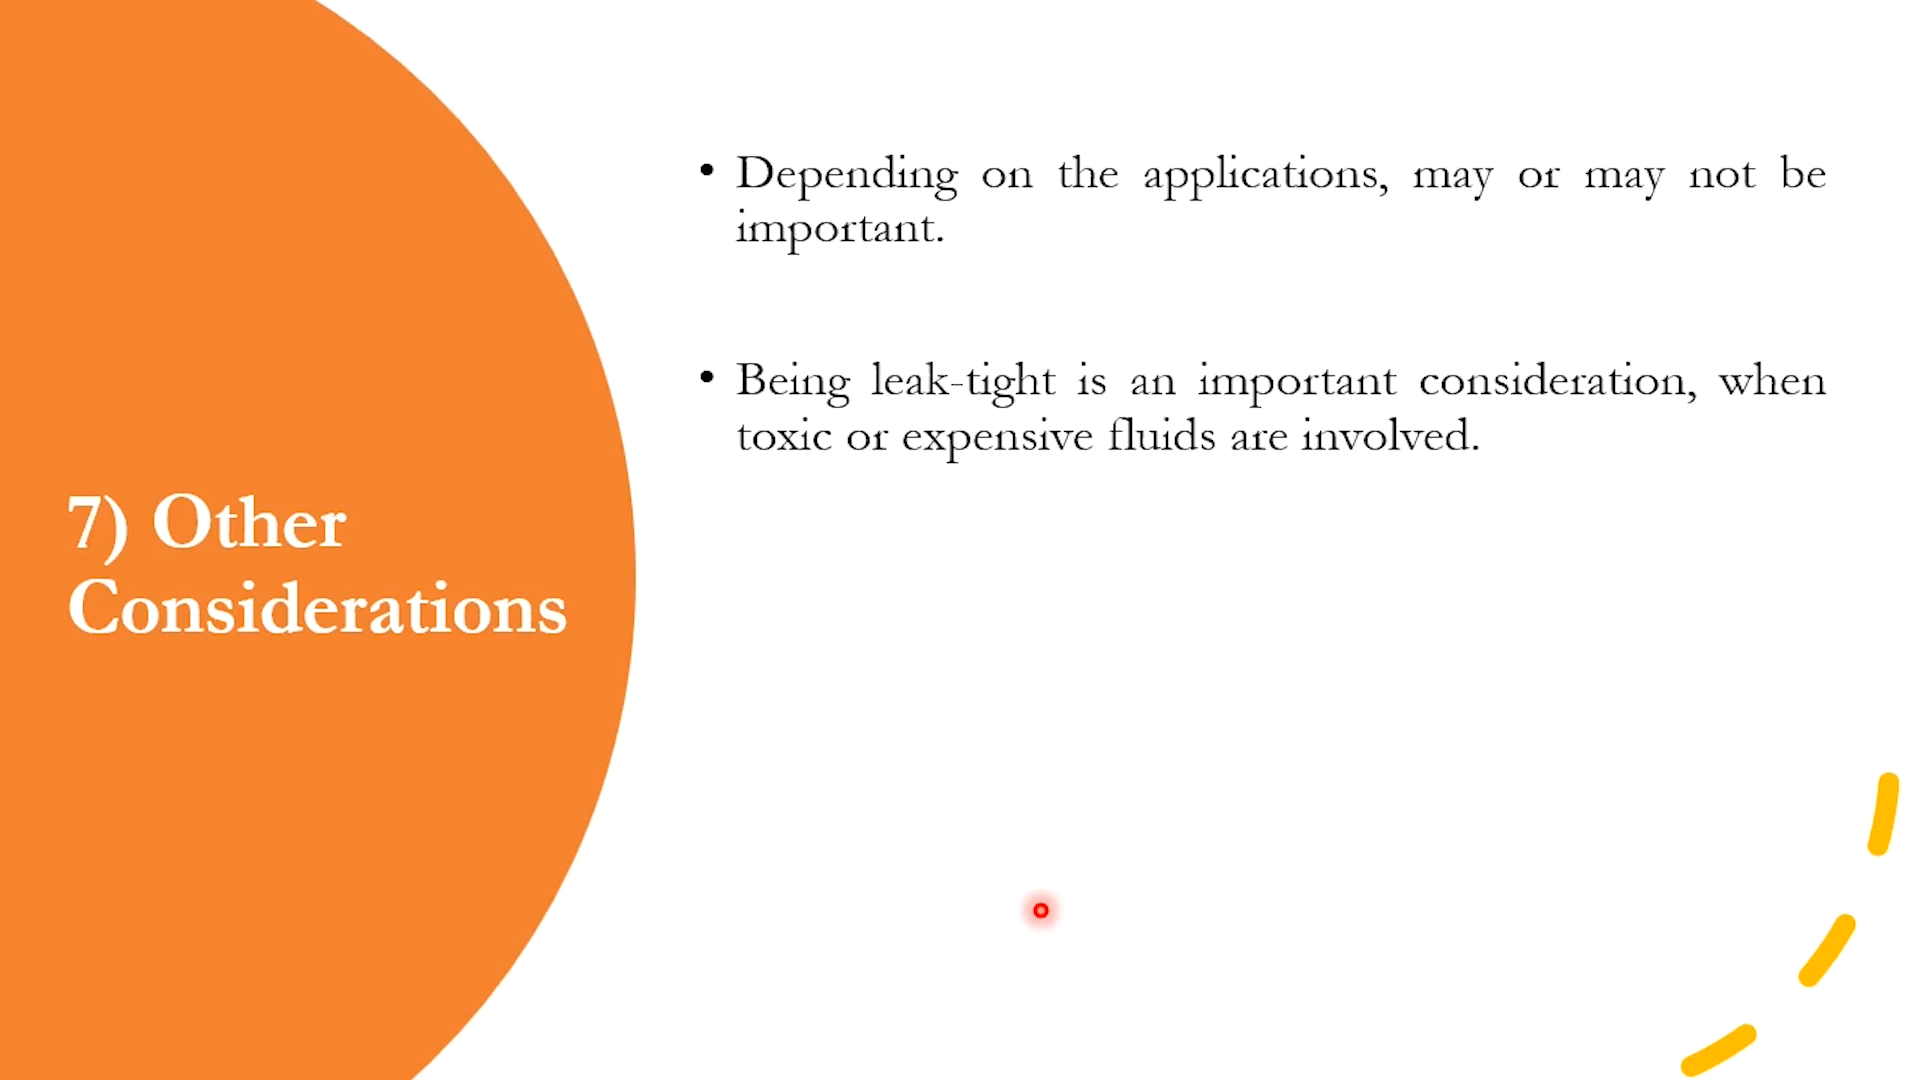 7) Other
Considerations
• Depending on the applications, may or may not be
important.
• Being leak-tight is an important consideration, when
toxic or expensive fluids are involved.